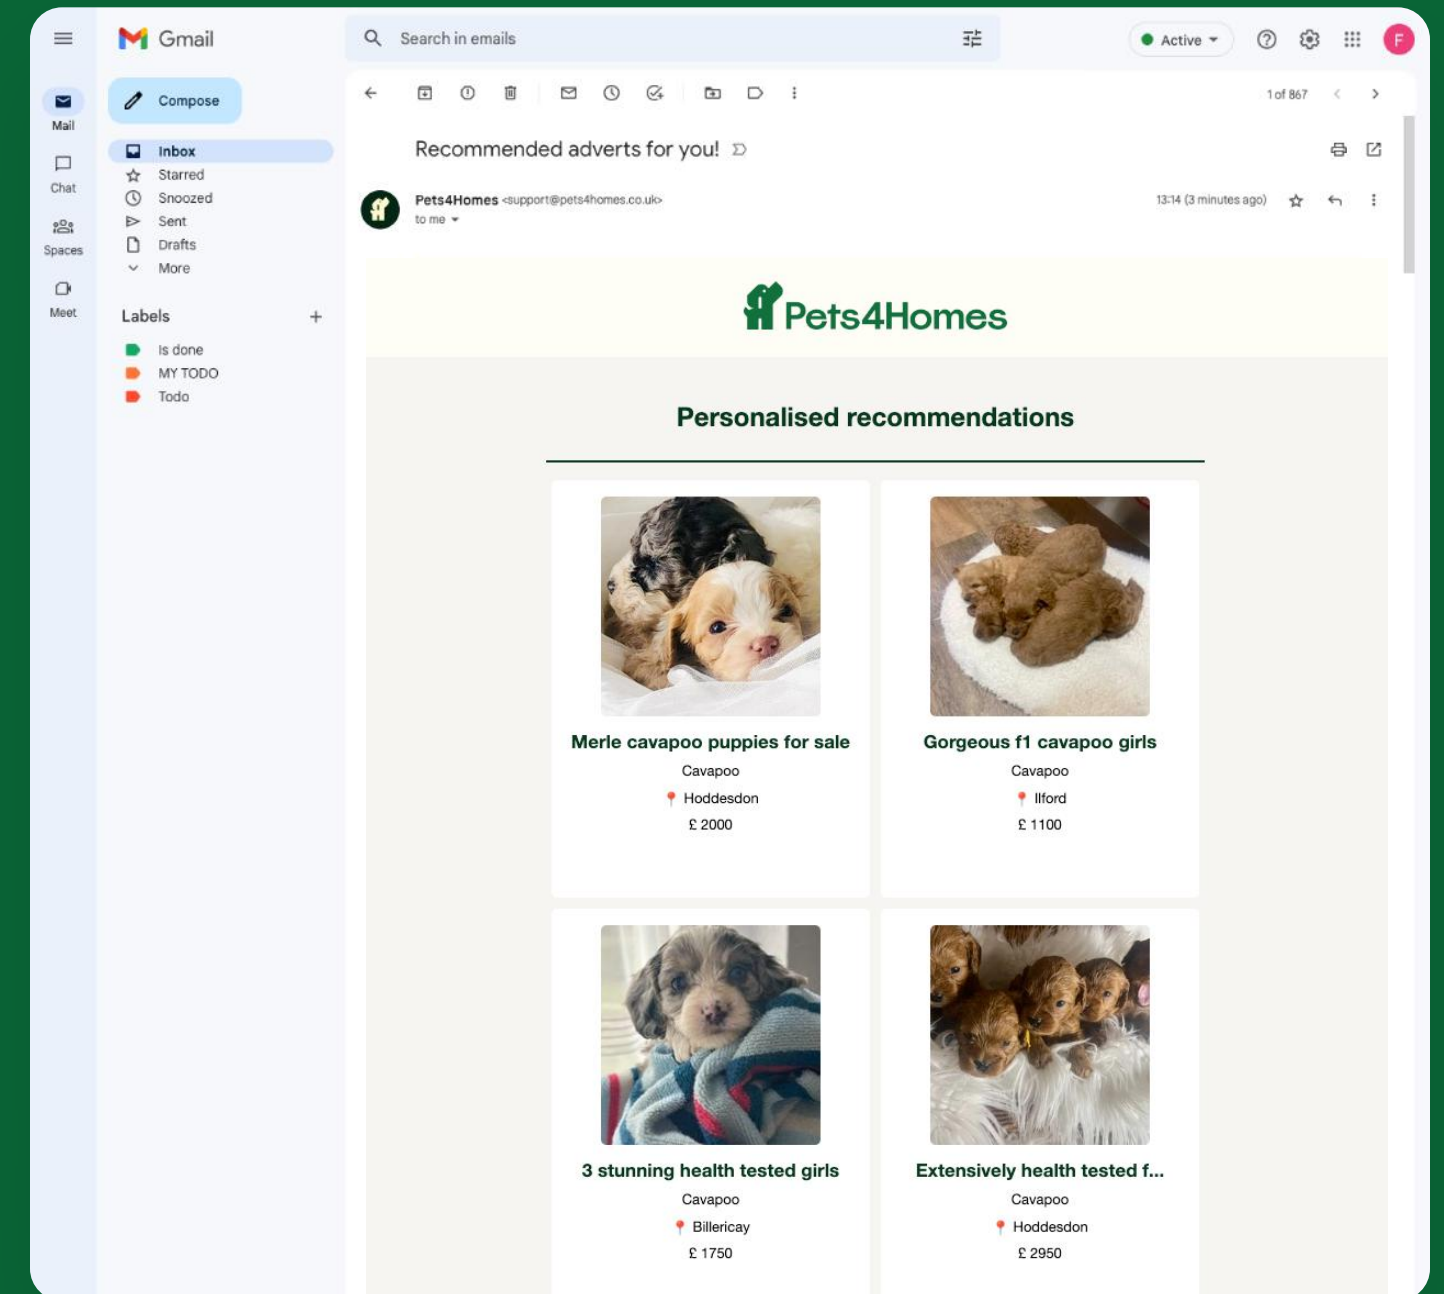 Gmail
Search in emails
Active
F
Compose
1 of 867
Mail
Inbox
Starred
Snoozed
Sent
Drafts
More
Chat
Spaces
Meet
Labels
Is done
MY TODO
Todo
Recommended adverts for you!
Pets4Homes <support@pets4homes.co.uk>
13:14 (3 minutes ago)
to me
Pets4Homes
Personalised recommendations
Merle cavapoo puppies for sale
Cavapoo
Hoddesdon
£ 2000
Gorgeous f1 cavapoo girls
Cavapoo
Ilford
£ 1100
3 stunning health tested girls
Cavapoo
Billericay
£ 1750
Extensively health tested f...
Cavapoo
Hoddesdon
£ 2950